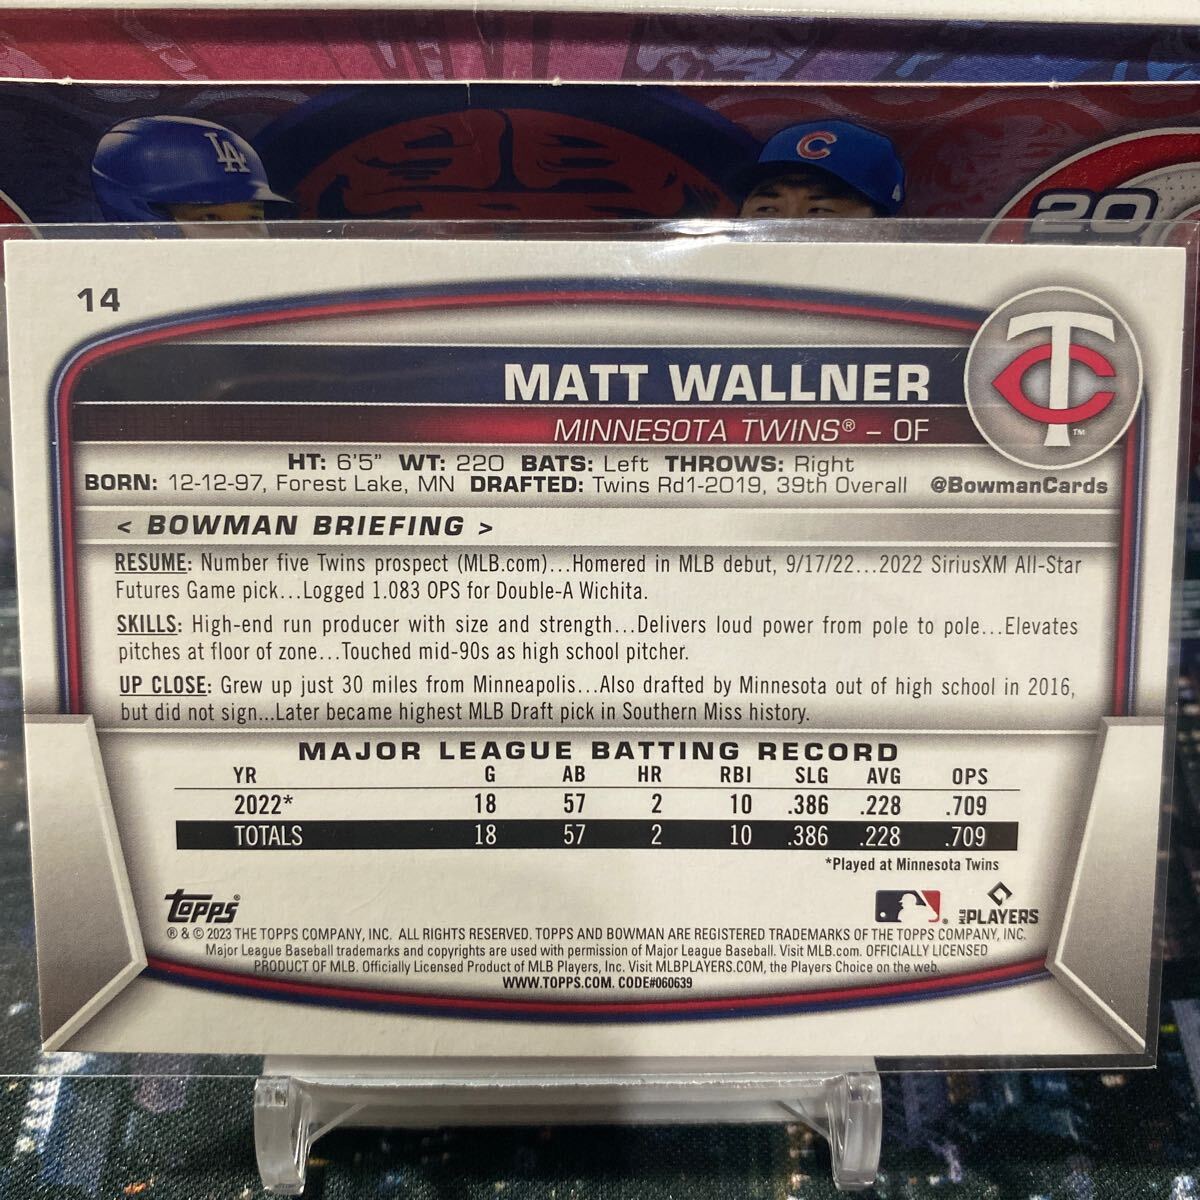 LA
C
20
14
TC
TM
MATT WALLNER
MINNESOTA TWINS® – OF
HT: 6'5" WT: 220 BATS: Left THROWS: Right
BORN: 12-12-97, Forest Lake, MN DRAFTED: Twins Rd1-2019, 39th Overall @BowmanCards
< BOWMAN BRIEFING >
RESUME: Number five Twins prospect (MLB.com)...Homered in MLB debut, 9/17/22...2022 SiriusXM All-Star
Futures Game pick...Logged 1.083 OPS for Double-A Wichita.
SKILLS: High-end run producer with size and strength...Delivers loud power from pole to pole...Elevates
pitches at floor of zone...Touched mid-90s as high school pitcher.
UP CLOSE: Grew up just 30 miles from Minneapolis...Also drafted by Minnesota out of high school in 2016,
but did not sign...Later became highest MLB Draft pick in Southern Miss history.
MAJOR LEAGUE BATTING RECORD
YR G AB HR RBI SLG AVG OPS
2022* 18 57 2 10 .386 .228 .709
TOTALS 18 57 2 10 .386 .228 .709
*Played at Minnesota Twins
topps® MLB PLAYERS
® & © 2023 THE TOPPS COMPANY, INC. ALL RIGHTS RESERVED. TOPPS AND BOWMAN ARE REGISTERED TRADEMARKS OF THE TOPPS COMPANY, INC.
Major League Baseball trademarks and copyrights are used with permission of Major League Baseball. Visit MLB.com. OFFICIALLY LICENSED
PRODUCT OF MLB. Officially Licensed Product of MLB Players, Inc. Visit MLBPLAYERS.COM, the Players Choice on the web.
WWW.TOPPS.COM. CODE#060639